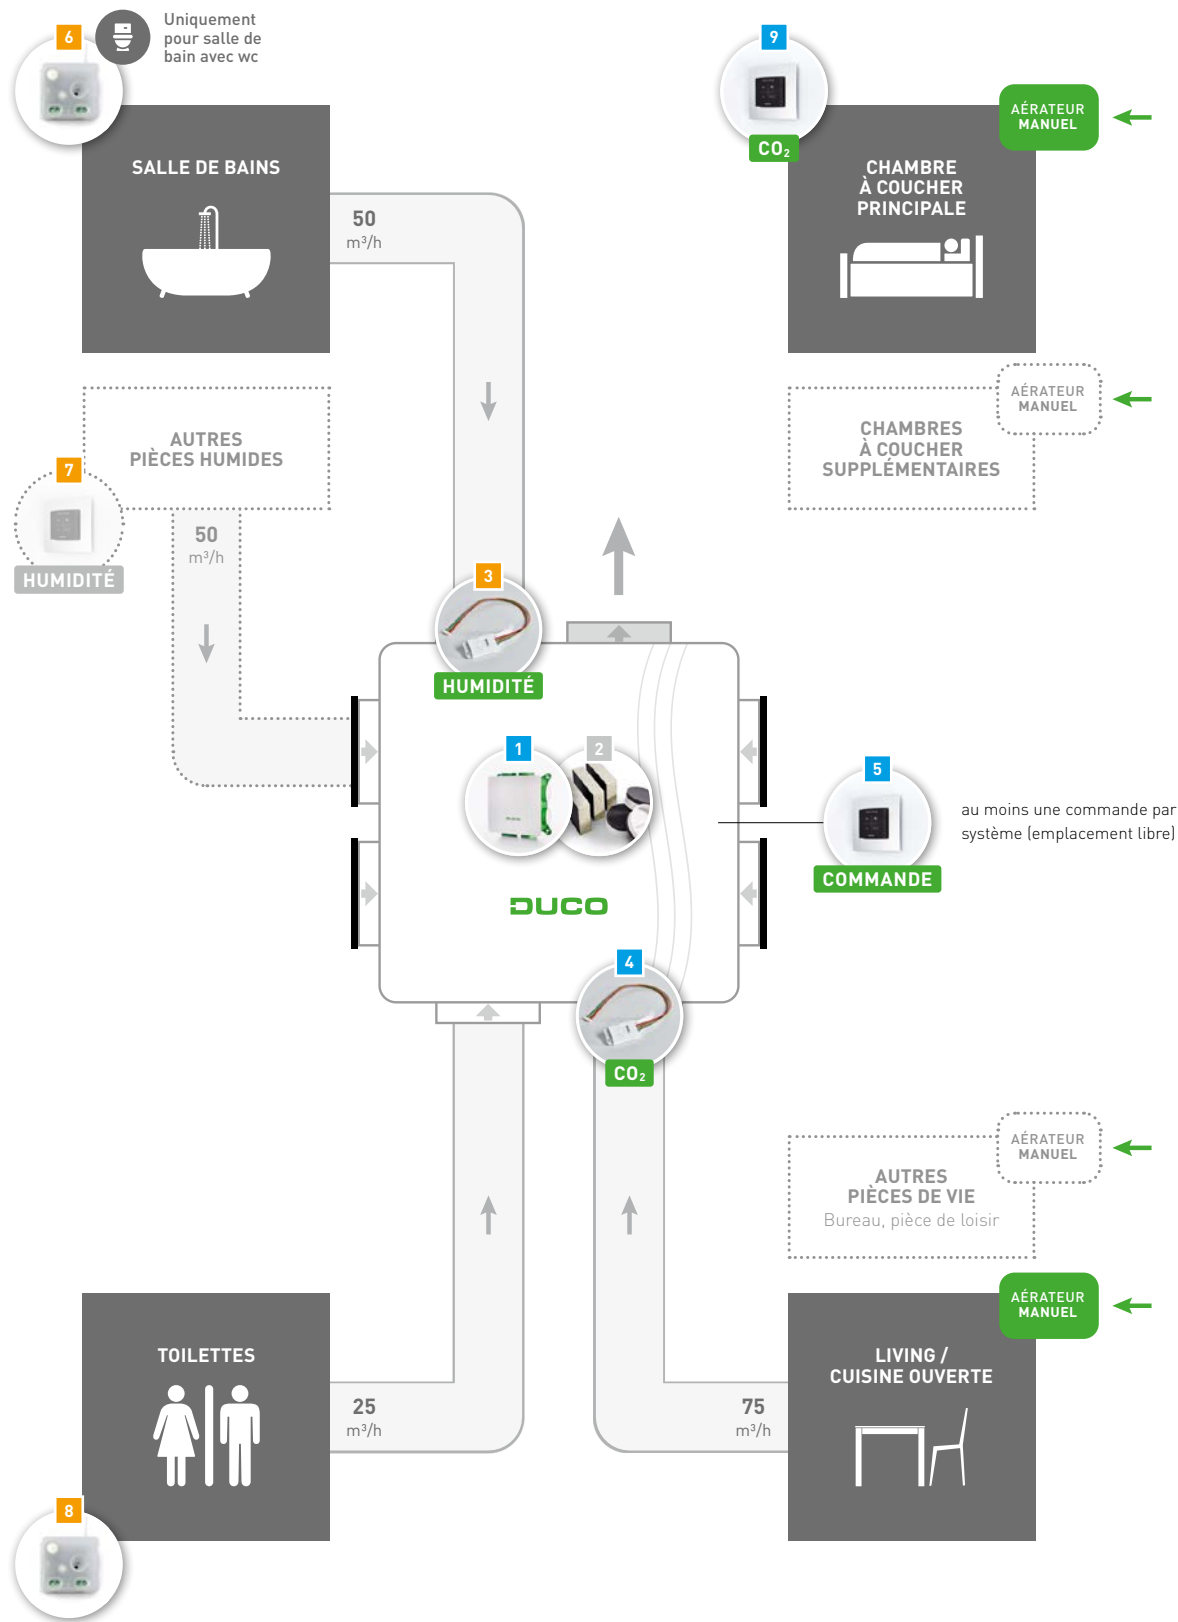 6
Uniquement
pour salle de
bain avec wc
SALLE DE BAINS
50
m³/h
9
CO₂
AÉRATEUR
MANUEL
CHAMBRE
À COUCHER
PRINCIPALE
AUTRES
PIÈCES HUMIDES
7
HUMIDITÉ
50
m³/h
AÉRATEUR
MANUEL
CHAMBRES
À COUCHER
SUPPLÉMENTAIRES
3
HUMIDITÉ
1
2
DUCO
5
COMMANDE
au moins une commande par
système (emplacement libre)
4
CO₂
AÉRATEUR
MANUEL
AUTRES
PIÈCES DE VIE
Bureau, pièce de loisir
TOILETTES
25
m³/h
8
AÉRATEUR
MANUEL
LIVING /
CUISINE OUVERTE
75
m³/h